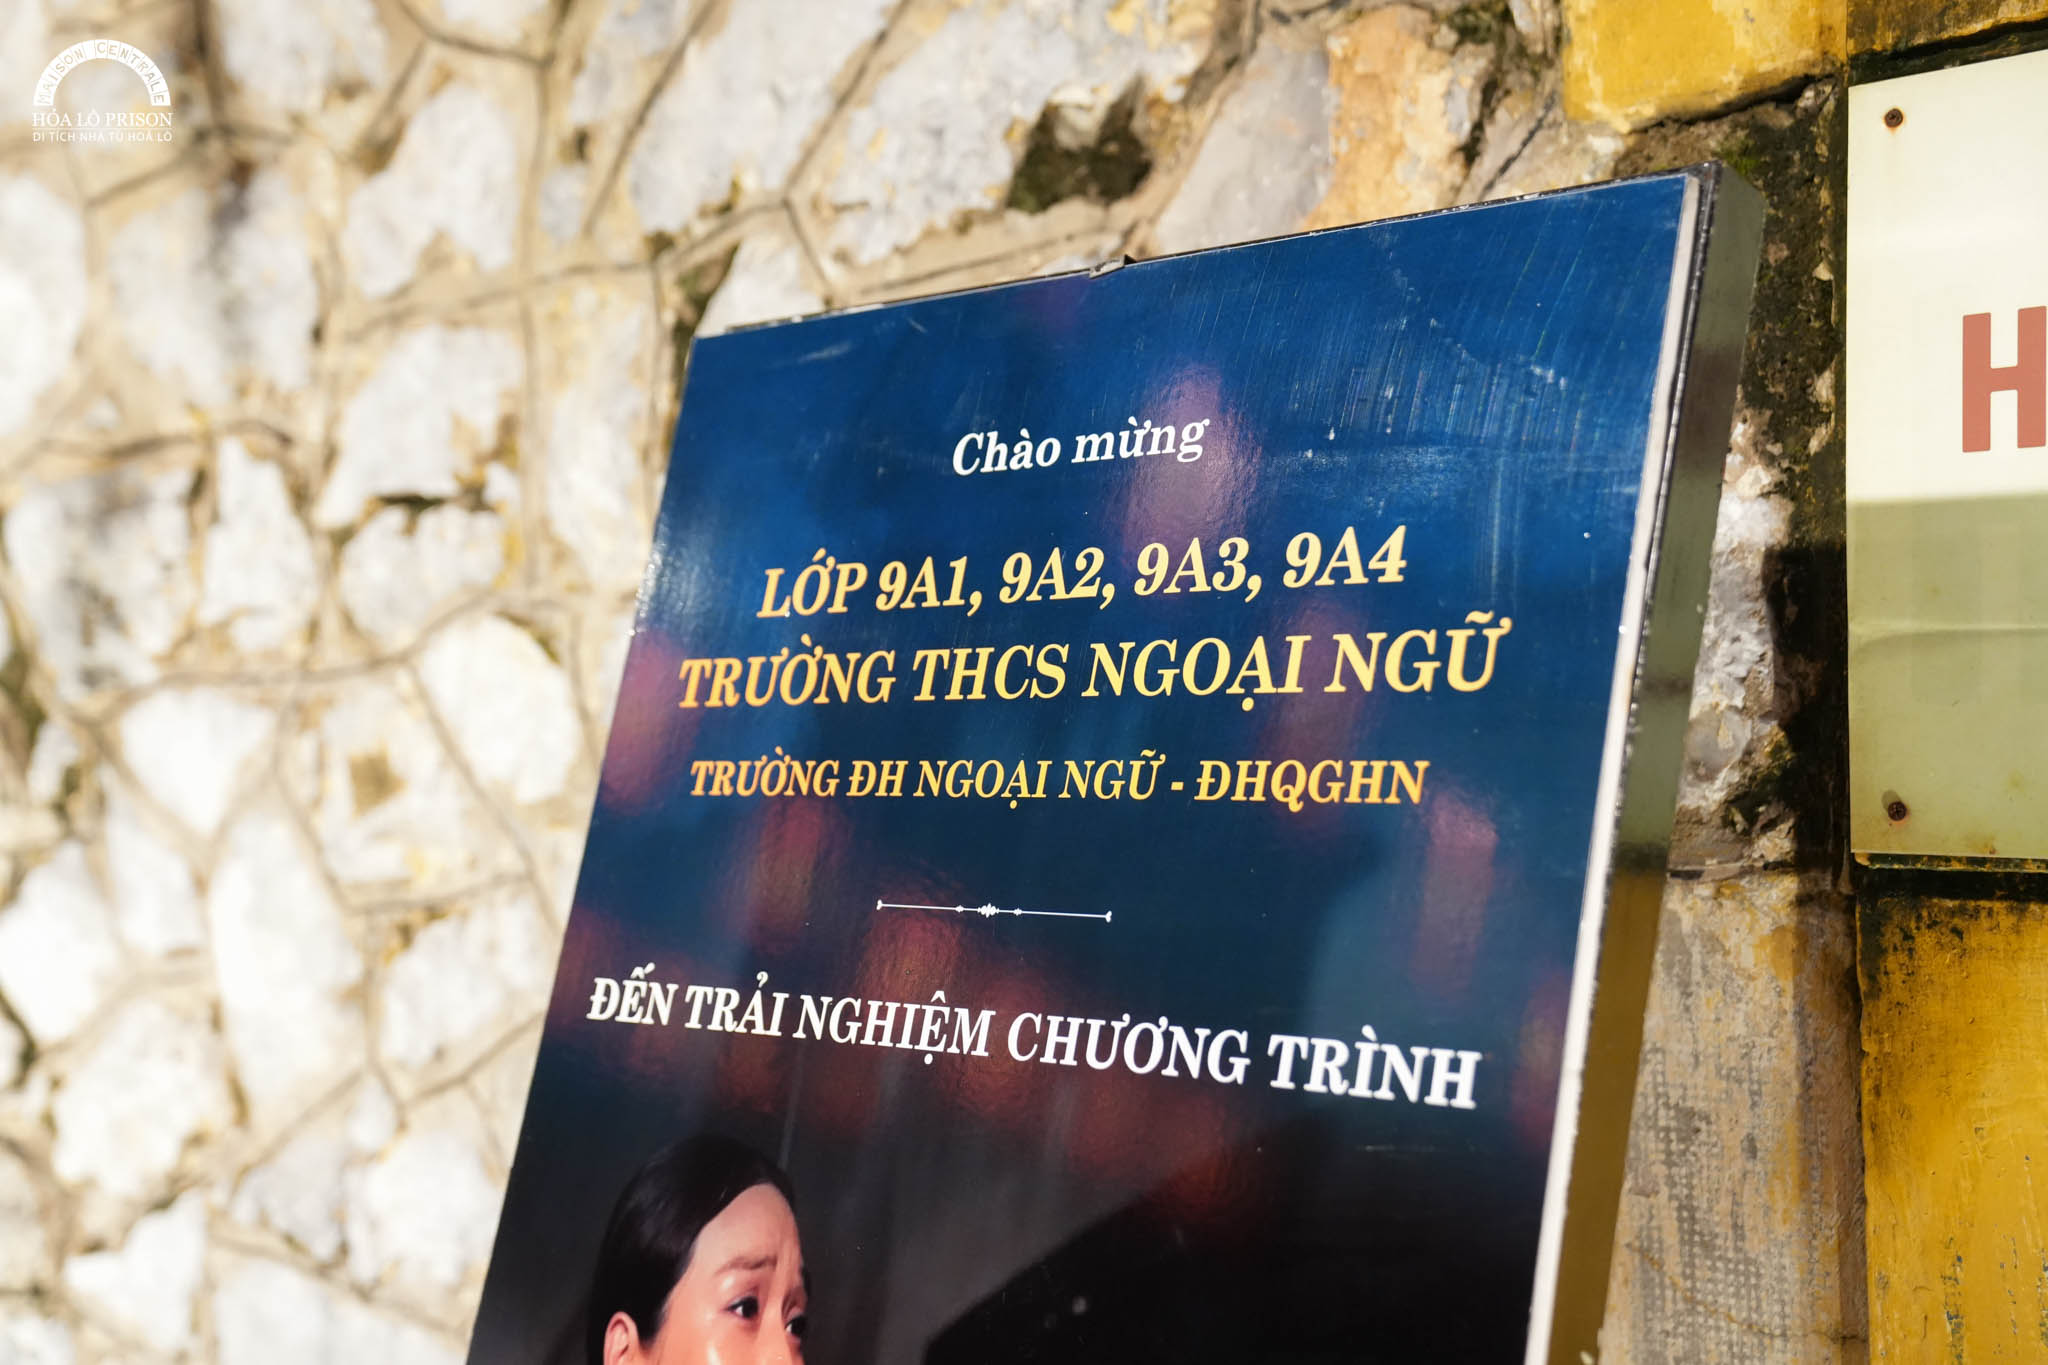 MAISON CENTRALE
HỎA LÒ PRISON
DI TÍCH NHÀ TÙ HOẢ LÒ
Chào mừng
LỚP 9A1, 9A2, 9A3, 9A4
TRƯỜNG THCS NGOẠI NGỮ
TRƯỜNG ĐH NGOẠI NGỮ - ĐHQGHN
ĐẾN TRẢI NGHIỆM CHƯƠNG TRÌNH
H